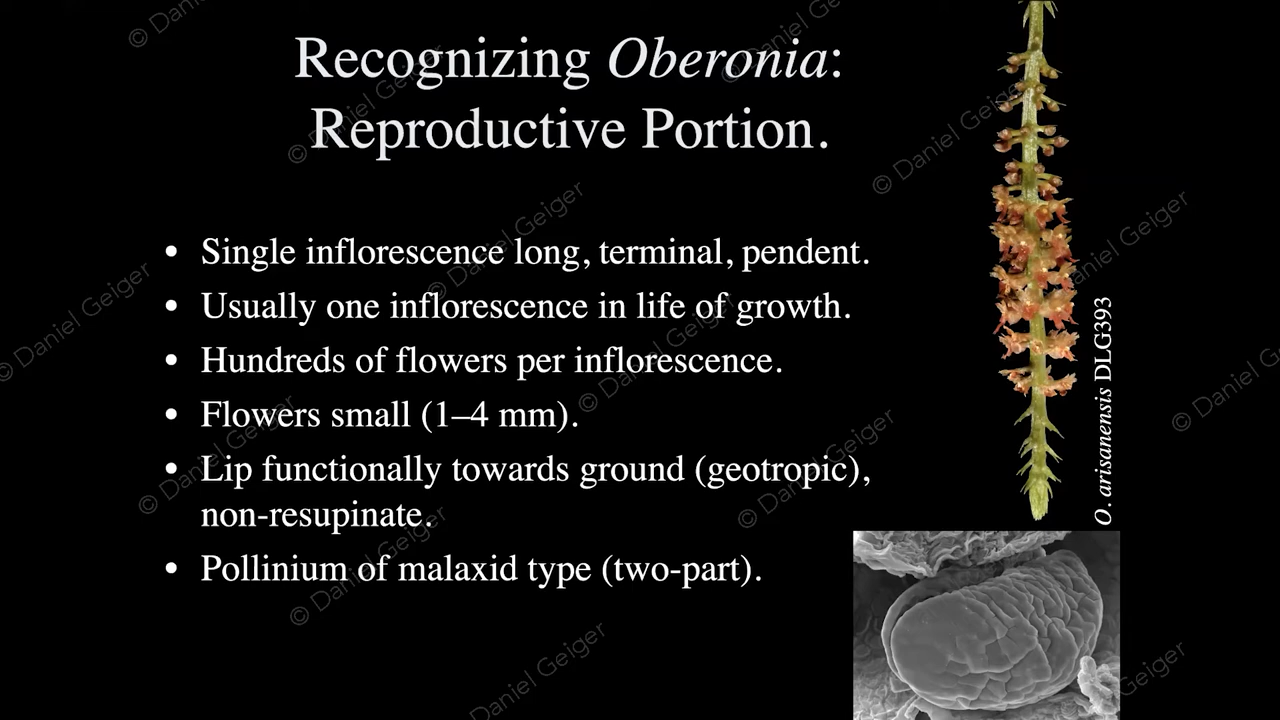 Recognizing Oberonia:
Reproductive Portion.
• Single inflorescence long, terminal, pendent.
• Usually one inflorescence in life of growth.
• Hundreds of flowers per inflorescence.
• Flowers small (1–4 mm).
• Lip functionally towards ground (geotropic),
non-resupinate.
• Pollinium of malaxid type (two-part).
O. arisanensis DLG393
© Daniel Geiger